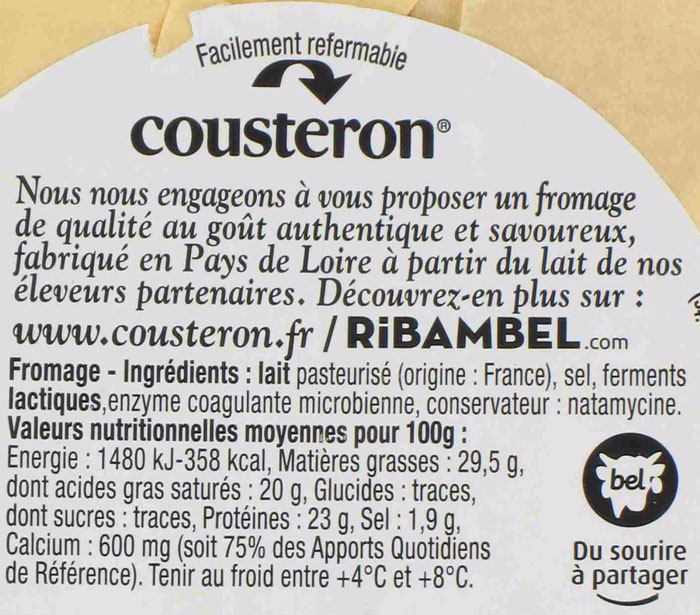 Facilement refermable
cousteron®
Nous nous engageons à vous proposer un fromage
de qualité au goût authentique et savoureux,
fabriqué en Pays de Loire à partir du lait de nos
éleveurs partenaires. Découvrez-en plus sur :
www.cousteron.fr / RiBAMBEL.com
Fromage - Ingrédients : lait pasteurisé (origine : France), sel, ferments
lactiques,enzyme coagulante microbienne, conservateur : natamycine.
Valeurs nutritionnelles moyennes pour 100g :
Energie : 1480 kJ-358 kcal, Matières grasses : 29,5 g,
dont acides gras saturés : 20 g, Glucides : traces,
dont sucres : traces, Protéines : 23 g, Sel : 1,9 g,
Calcium : 600 mg (soit 75% des Apports Quotidiens
de Référence). Tenir au froid entre +4°C et +8°C.
bel
Du sourire
à partager